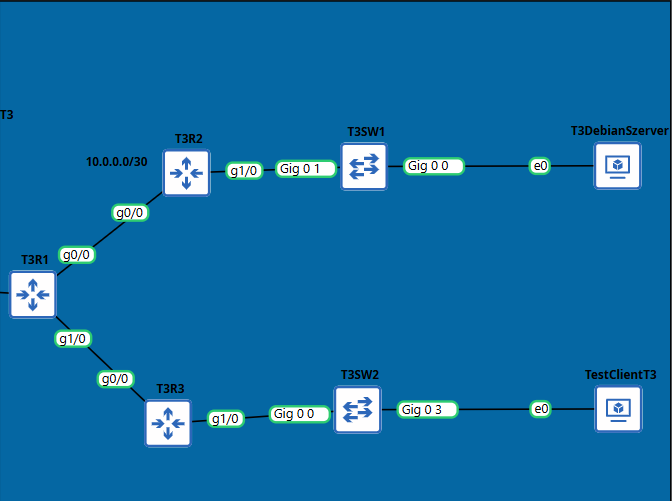 T3
T3R2
10.0.0.0/30
g1/0
Gig 0 1
T3SW1
Gig 0 0
e0
T3DebianSzerver
g0/0
g0/0
T3R1
g1/0
g0/0
T3R3
g1/0
Gig 0 0
T3SW2
Gig 0 3
e0
TestClientT3